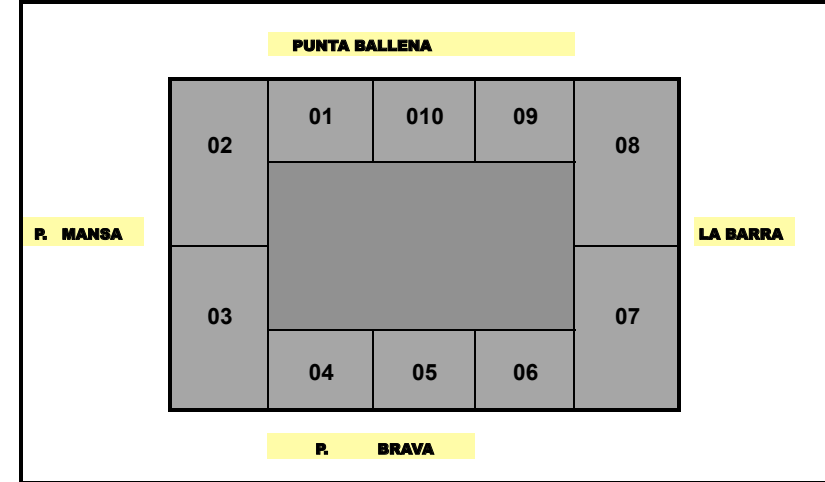 PUNTA BALLENA
01 010 09
02 08
P. MANSA LA BARRA
03 07
04 05 06
P. BRAVA